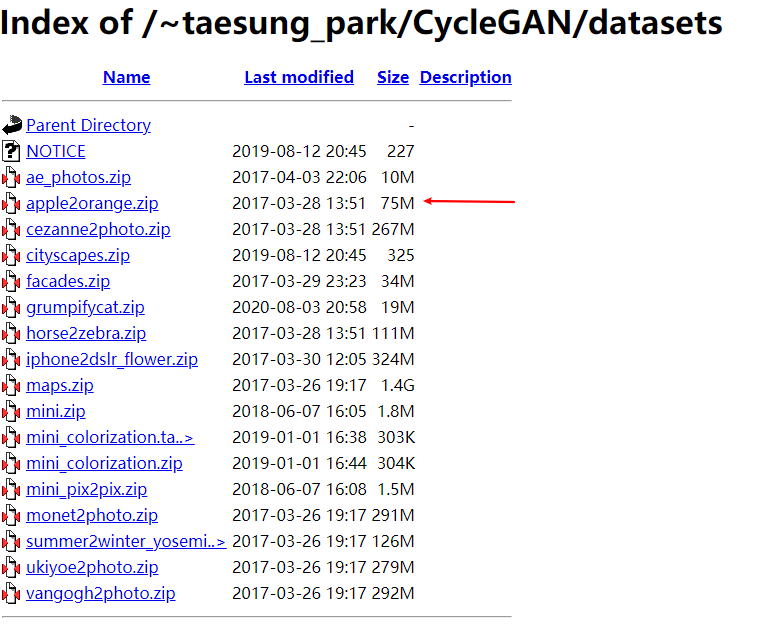 Index of /~taesung_park/CycleGAN/datasets
Name Last modified Size Description
Parent Directory -
NOTICE 2019-08-12 20:45 227
ae_photos.zip 2017-04-03 22:06 10M
apple2orange.zip 2017-03-28 13:51 75M
cezanne2photo.zip 2017-03-28 13:51 267M
cityscapes.zip 2019-08-12 20:45 325
facades.zip 2017-03-29 23:23 34M
grumpifycat.zip 2020-08-03 20:58 19M
horse2zebra.zip 2017-03-28 13:51 111M
iphone2dslr_flower.zip 2017-03-30 12:05 324M
maps.zip 2017-03-26 19:17 1.4G
mini.zip 2018-06-07 16:05 1.8M
mini_colorization.ta..> 2019-01-01 16:38 303K
mini_colorization.zip 2019-01-01 16:44 304K
mini_pix2pix.zip 2018-06-07 16:08 1.5M
monet2photo.zip 2017-03-26 19:17 291M
summer2winter_yosemi..> 2017-03-26 19:17 126M
ukiyoe2photo.zip 2017-03-26 19:17 279M
vangogh2photo.zip 2017-03-26 19:17 292M